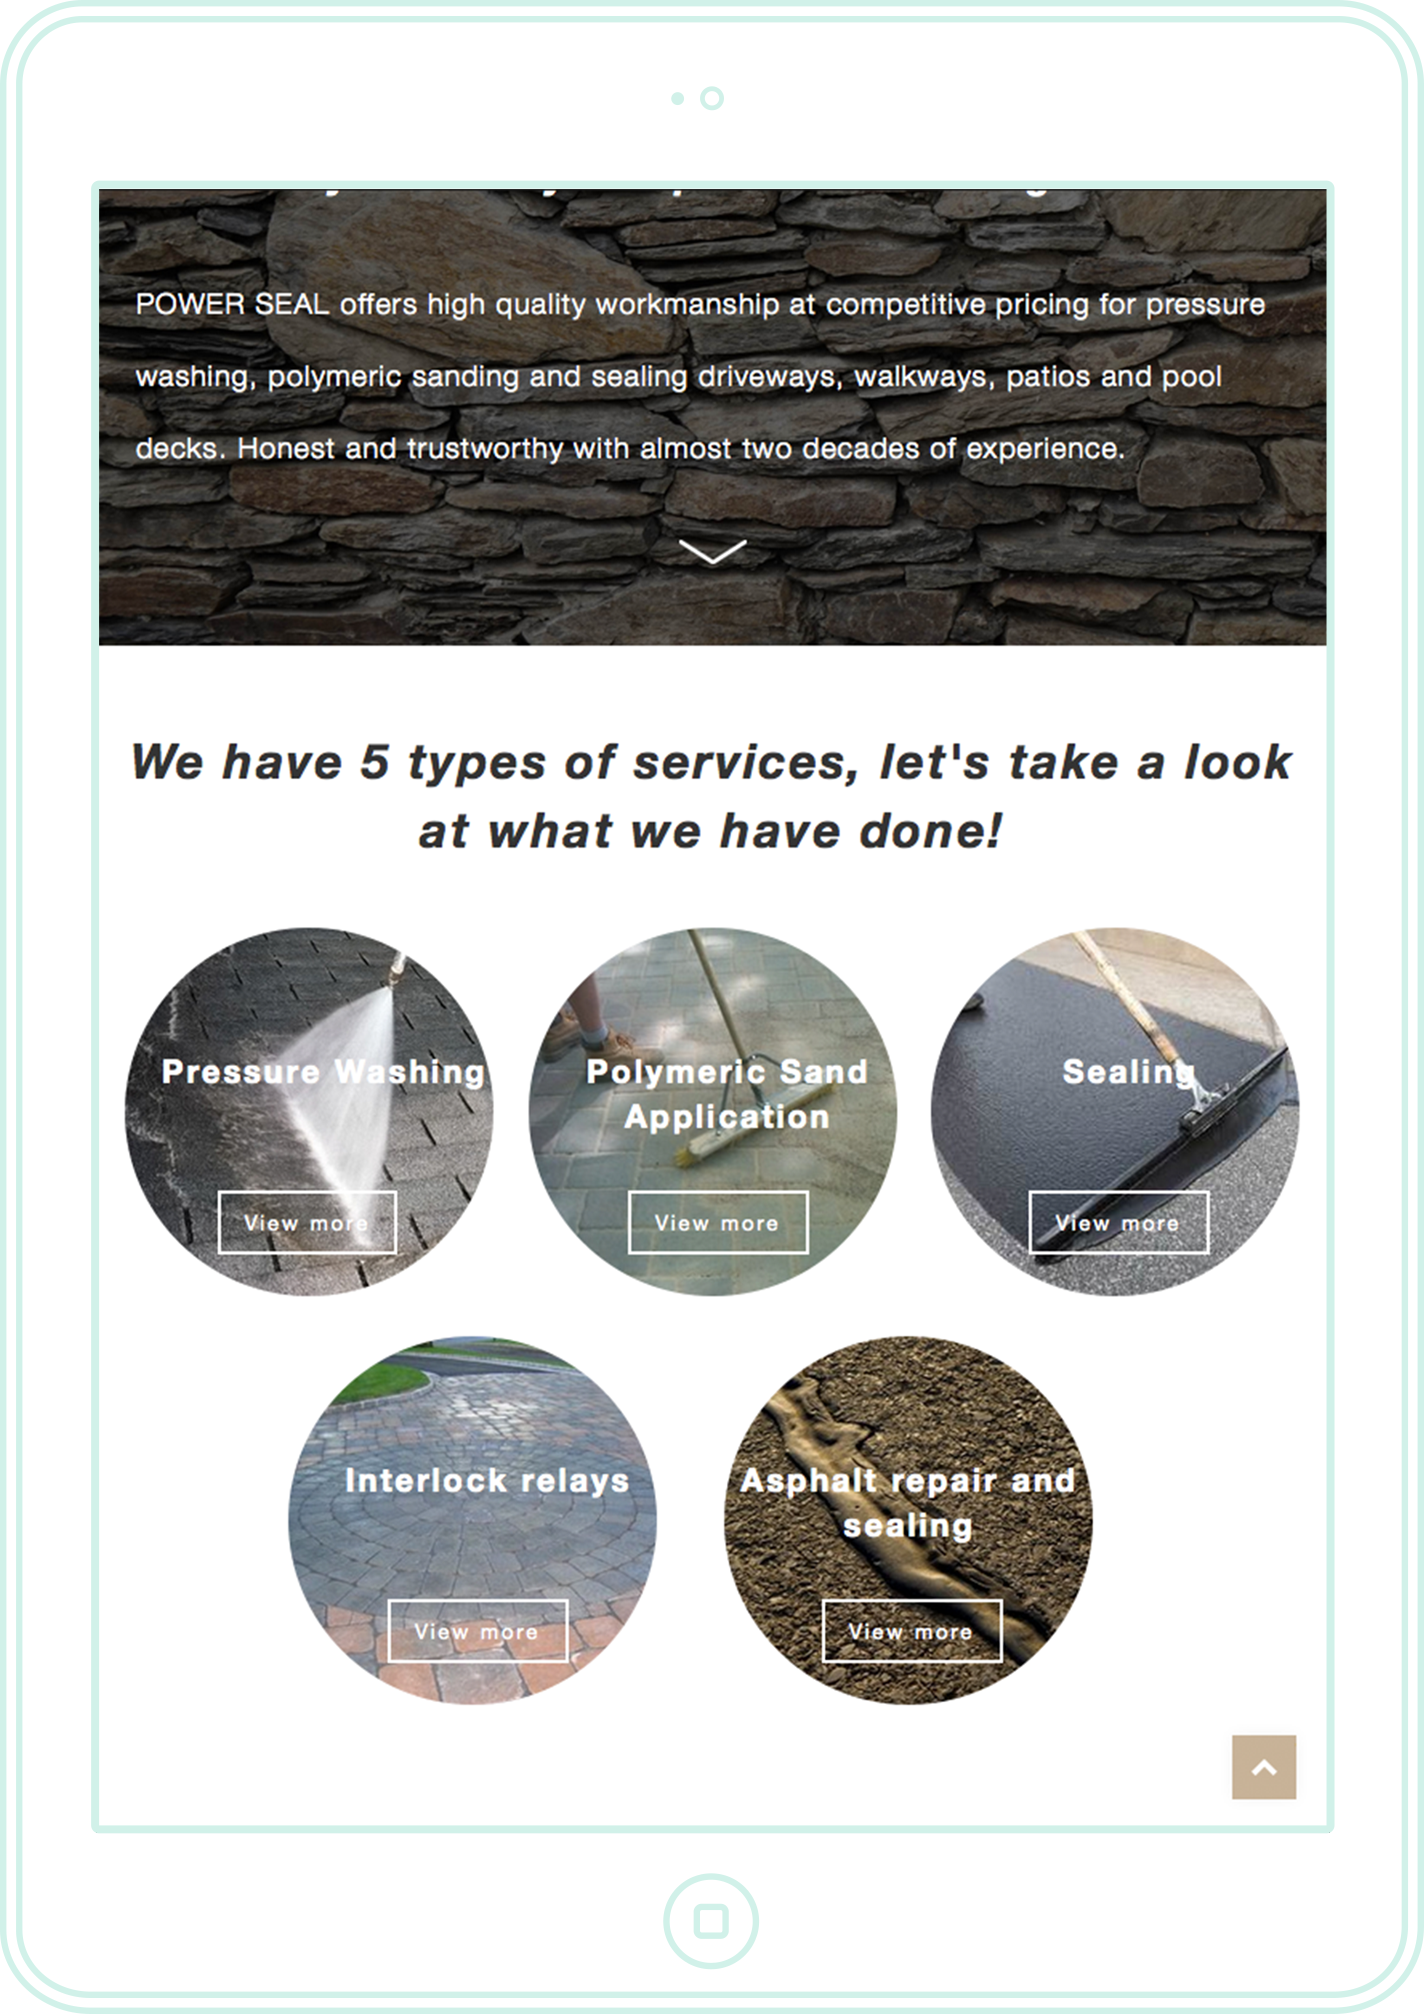 POWER SEAL offers high quality workmanship at competitive pricing for pressure
washing, polymeric sanding and sealing driveways, walkways, patios and pool
decks. Honest and trustworthy with almost two decades of experience.
We have 5 types of services, let's take a look
at what we have done!
Pressure Washing
View more
Polymeric Sand
Application
View more
Sealing
View more
Interlock relays
View more
Asphalt repair and
sealing
View more